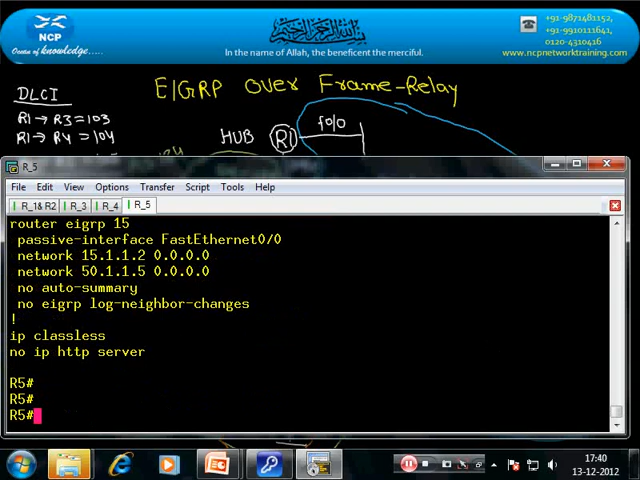 NCP
Ocean of knowledge.....
بسم الله الرحمن الرحيم
In the name of Allah, the beneficent the merciful.
+91-9871481152,
+91-9910111641,
0120-4310416
www.ncpnetwork.com
EIGRP over Frame-Relay
DLCI
R1 → R3 = 103
R1 → R4 = 104
HUB
R1
f0/0
R_5
File Edit View Options Transfer Script Tools Help
R_1& R2 R_3 R_4 R_5
router eigrp 15
passive-interface FastEthernet0/0
network 15.1.1.2 0.0.0.0
network 50.1.1.5 0.0.0.0
no auto-summary
no eigrp log-neighbor-changes
!
ip classless
no ip http server
R5#
R5#
R5#
17:40
13-12-2012